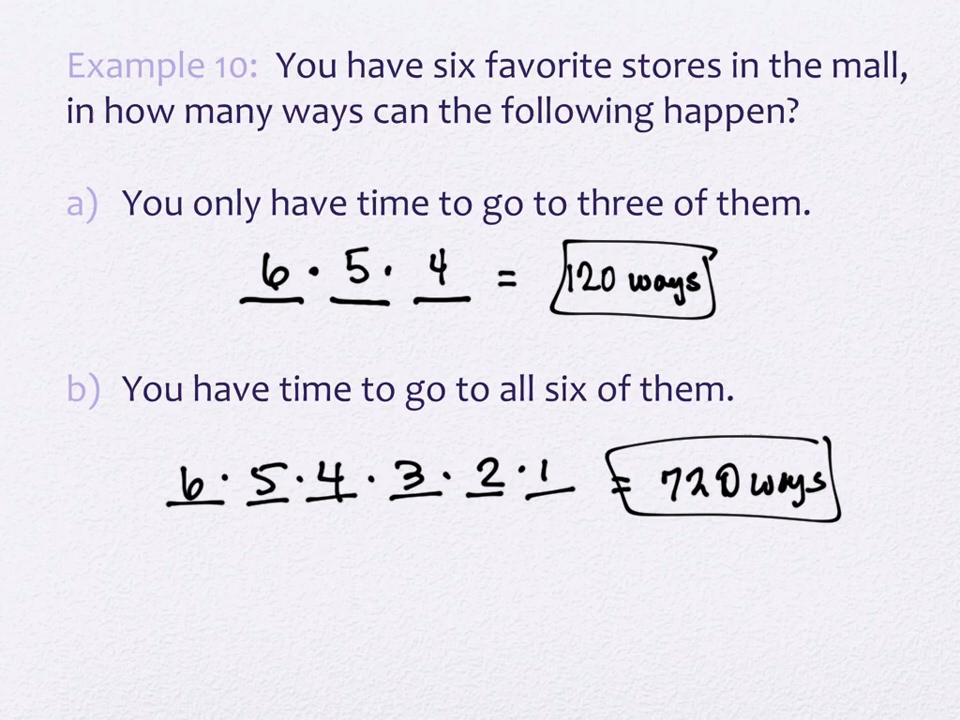 Example 10: You have six favorite stores in the mall,
in how many ways can the following happen?
a) You only have time to go to three of them.
6 · 5 · 4 = 120 ways
b) You have time to go to all six of them.
6 · 5 · 4 · 3 · 2 · 1 = 720 ways